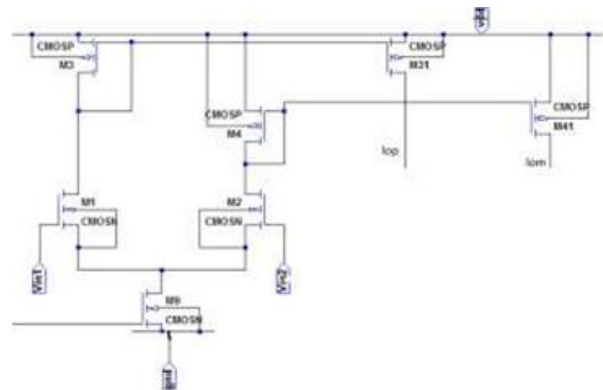 vdd
CMOSP
M3
CMOSP
M31
CMOSP
M4
CMOSP
M41
Iop
Iom
M1
CMOSN
M2
CMOSN
Vin1
Vin2
M9
CMOSN
gnd